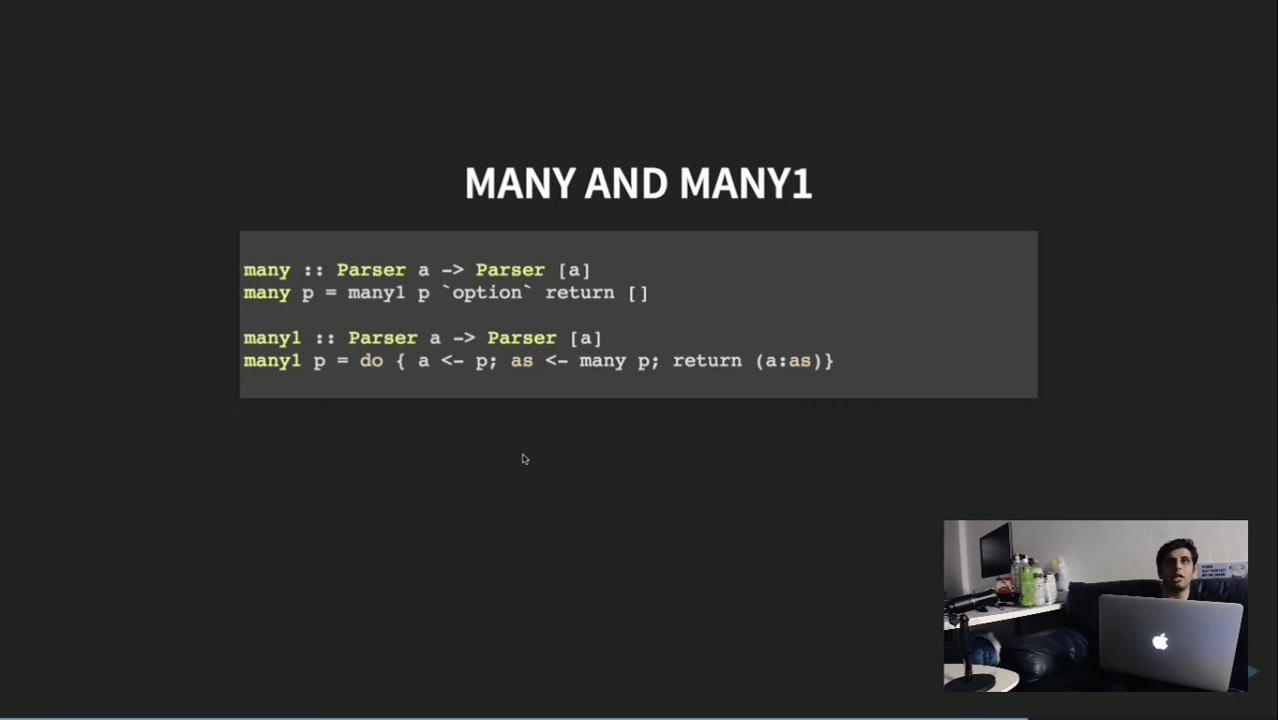 MANY AND MANY1
many :: Parser a -> Parser [a]
many p = many1 p `option` return []
many1 :: Parser a -> Parser [a]
many1 p = do { a <- p; as <- many p; return (a:as)}